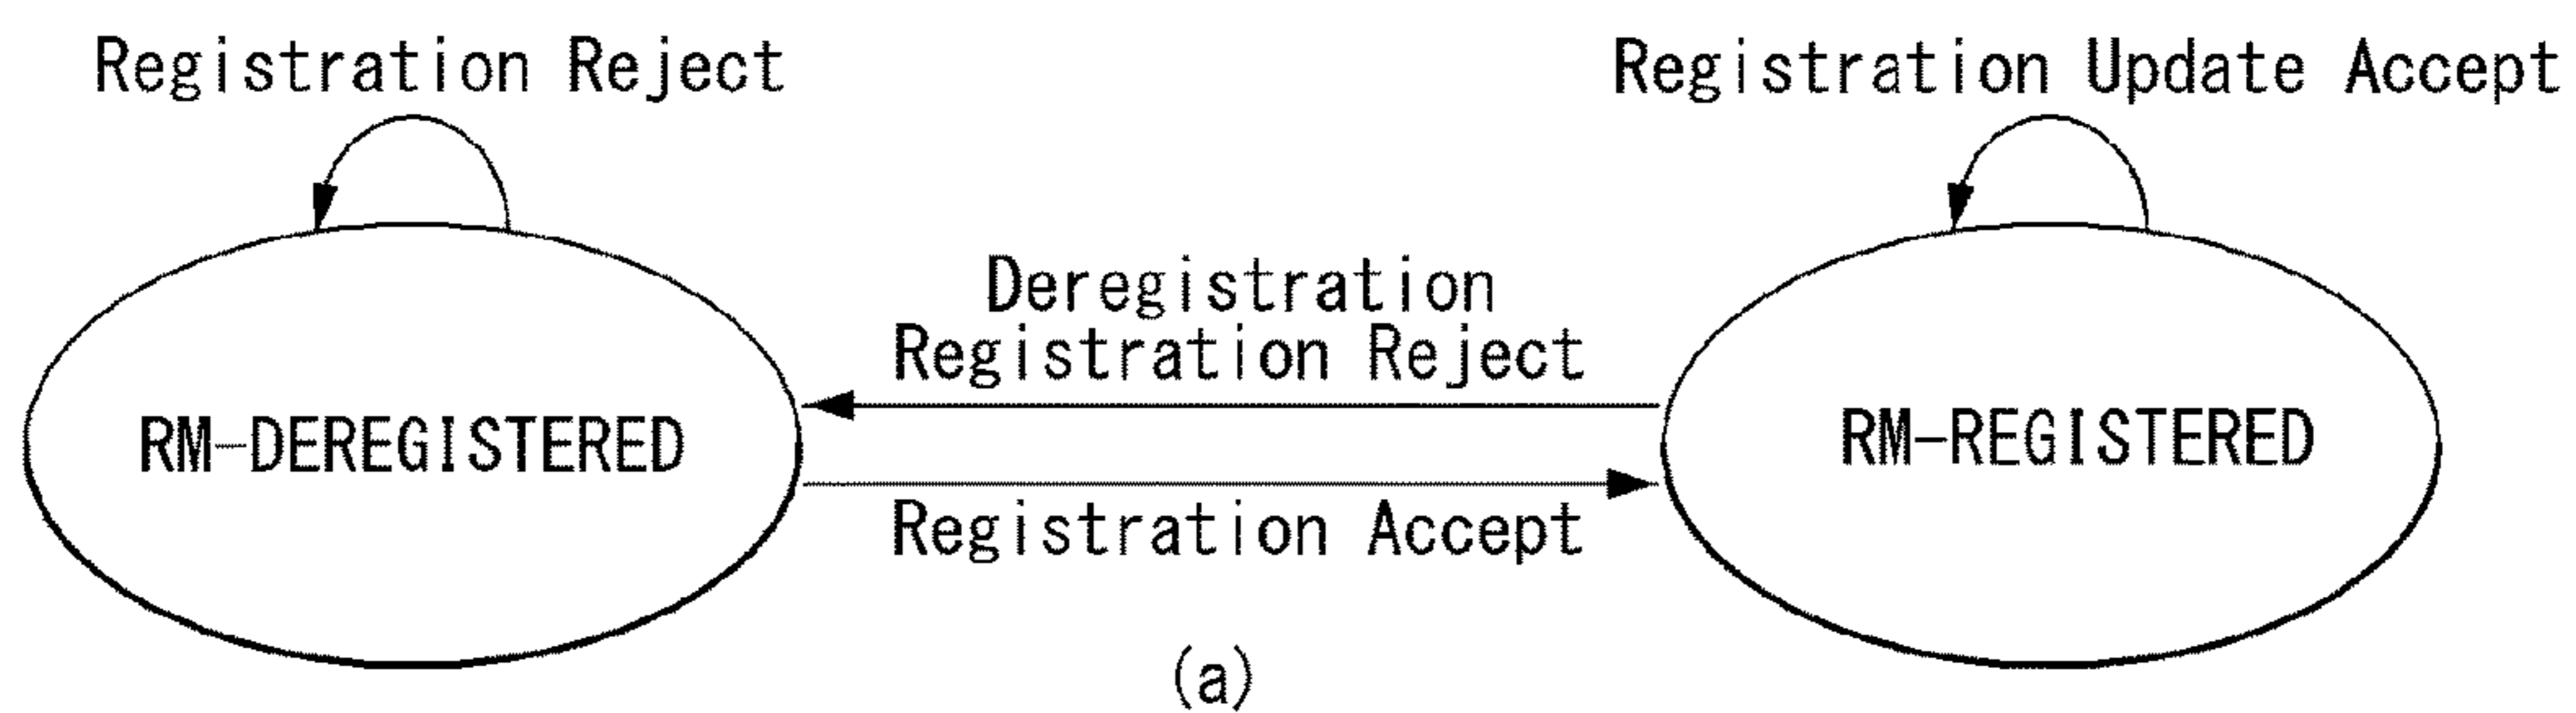 Registration Reject
Registration Update Accept
Deregistration
Registration Reject
RM-DEREGISTERED
RM-REGISTERED
Registration Accept
(a)